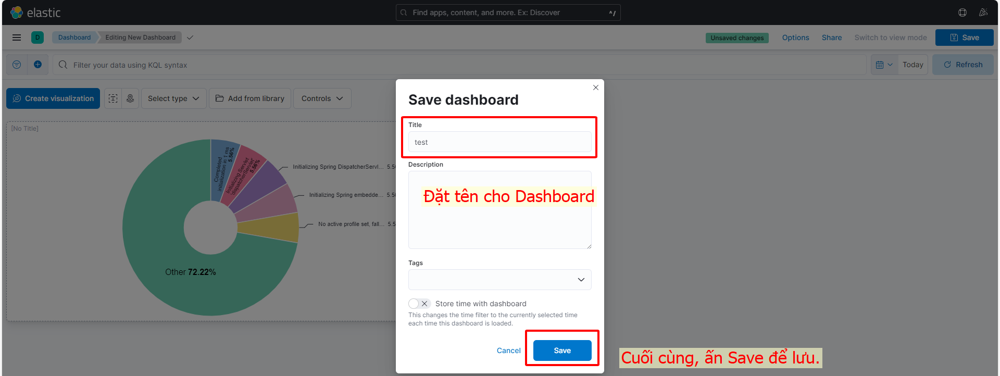 elastic
Find apps, content, and more. Ex: Discover
^/
D
Dashboard
Editing New Dashboard
Unsaved changes
Options
Share
Switch to view mode
Save
Filter your data using KQL syntax
Today
Refresh
Create visualization
Select type
Add from library
Controls
[No Title]
Completed
initialization in 1 ms
5.56%
Initializing Servlet
'dispatcherServlet'
5.56%
Initializing Spring DispatcherServl... 5.5
Initializing Spring embedde... 5.5
No active profile set, fall... 5.5
Other 72.22%
Save dashboard
Title
test
Description
Đặt tên cho Dashboard
Tags
Store time with dashboard
This changes the time filter to the currently selected time
each time this dashboard is loaded.
Cancel
Save
Cuối cùng, ấn Save để lưu.